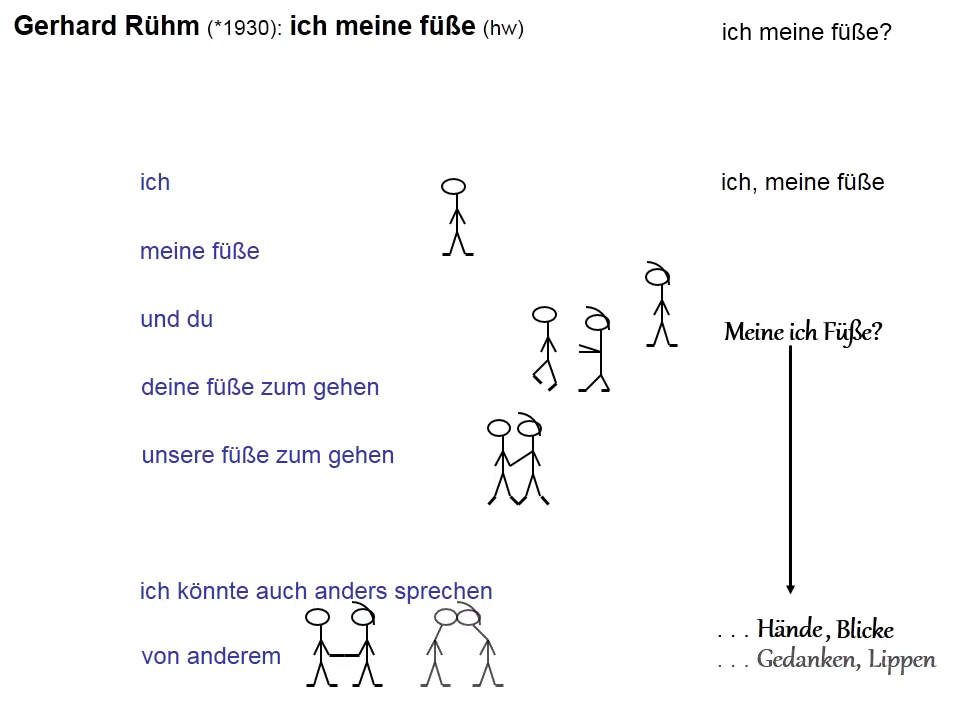 Gerhard Rühm (*1930): ich meine füße (hw)
ich meine füße?
ich
ich, meine füße
meine füße
und du
Meine ich Füße?
deine füße zum gehen
unsere füße zum gehen
ich könnte auch anders sprechen
. . . Hände, Blicke
von anderem
. . . Gedanken, Lippen